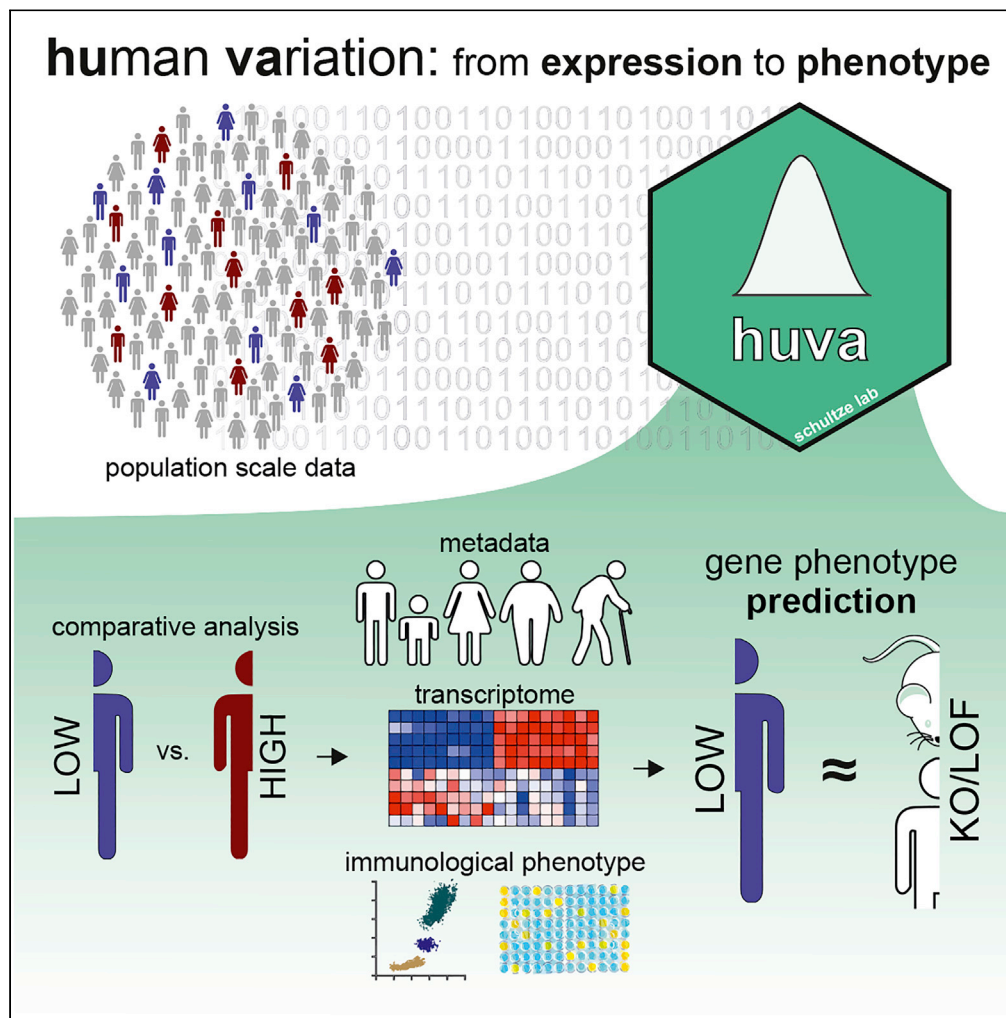 human variation: from expression to phenotype
huva
schultze lab
population scale data
metadata
gene phenotype
prediction
comparative analysis
transcriptome
LOW
vs.
HIGH
LOW
≈
KO/LOF
immunological phenotype